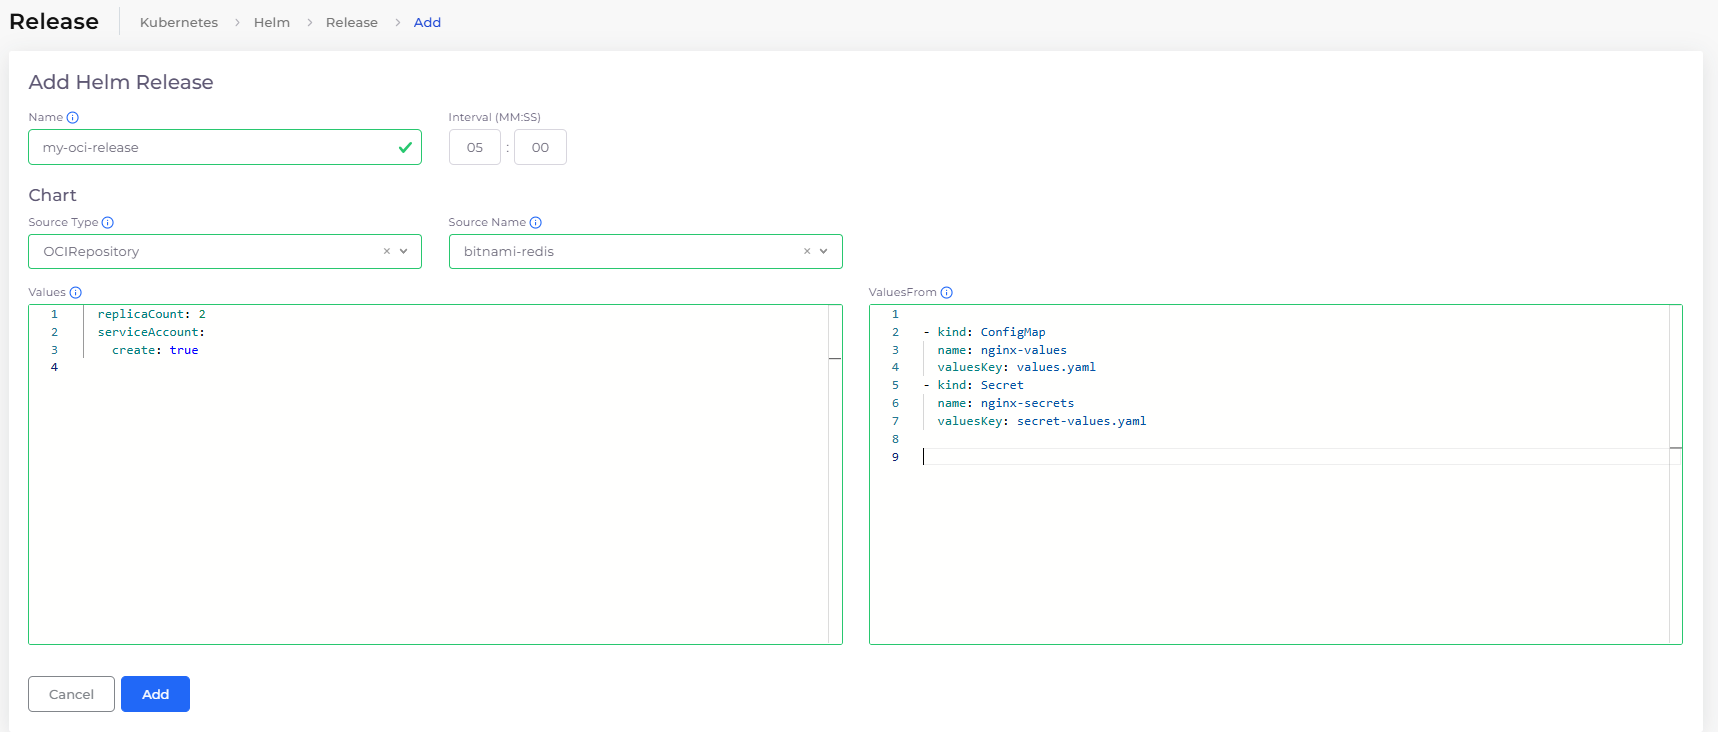 Release Kubernetes > Helm > Release > Add
Add Helm Release
Name Interval (MM:SS)
my-oci-release 05 : 00
Chart
Source Type Source Name
OCIRepository × bitnami-redis ×
Values
1 replicaCount: 2
2 serviceAccount:
3 create: true
4
ValuesFrom
1
2 - kind: ConfigMap
3 name: nginx-values
4 valuesKey: values.yaml
5 - kind: Secret
6 name: nginx-secrets
7 valuesKey: secret-values.yaml
8
9
Cancel Add